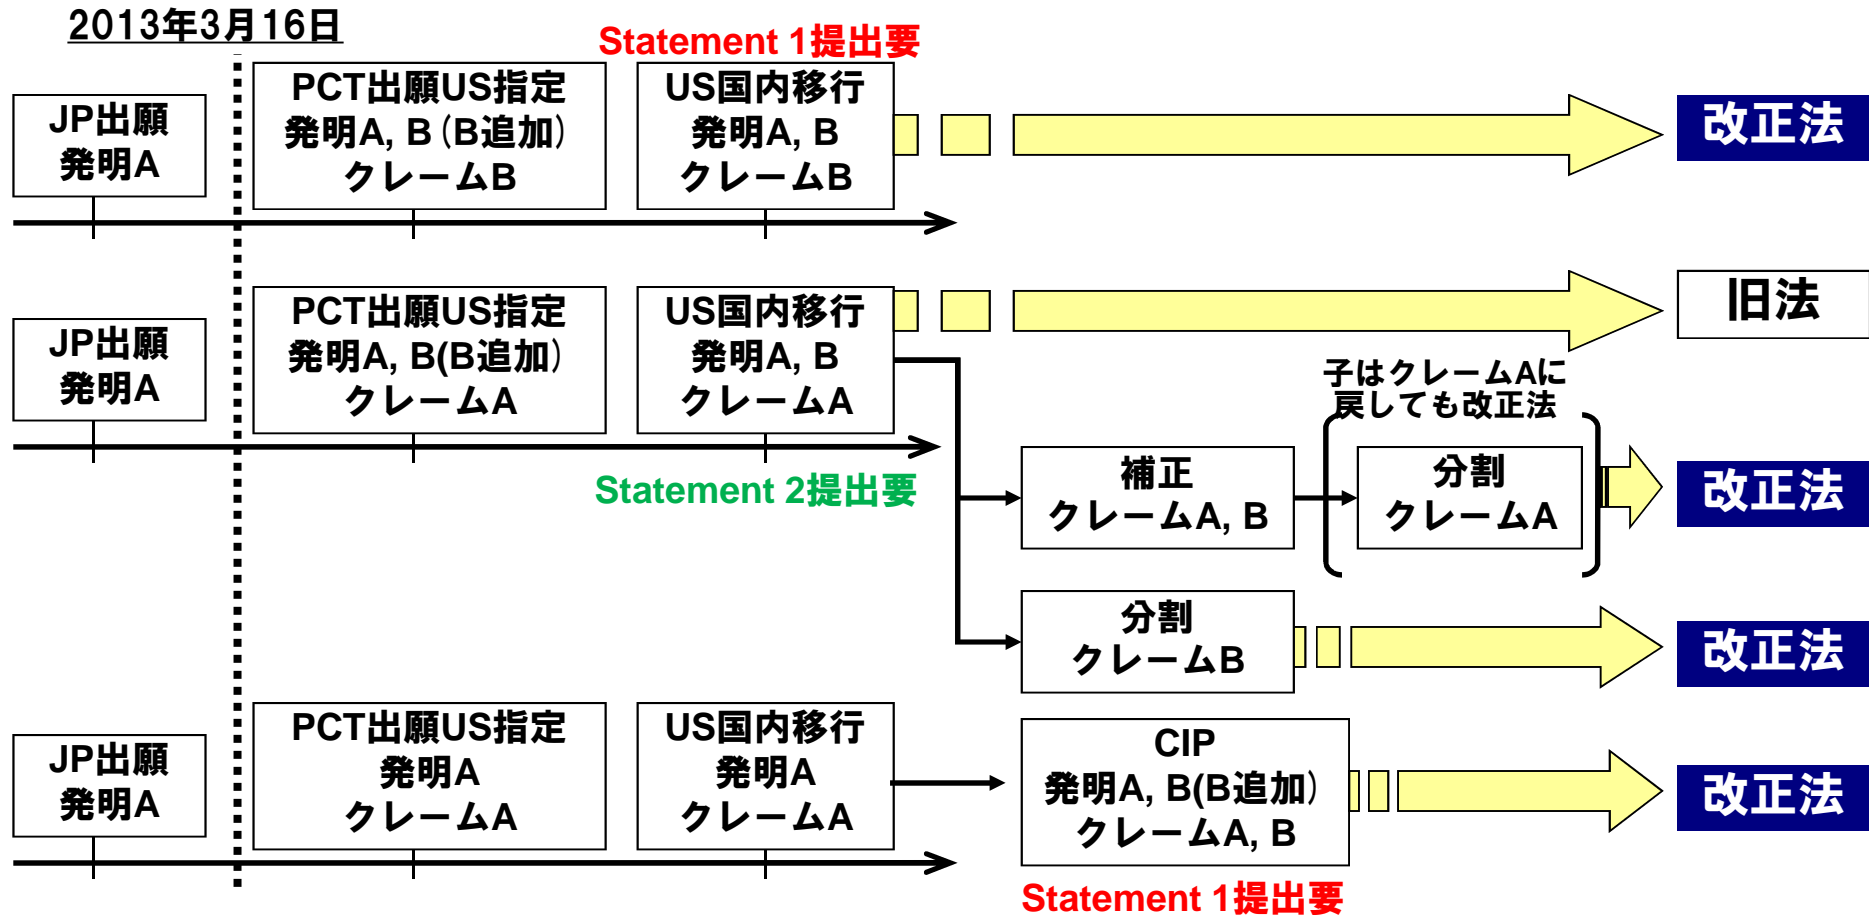 2013年3月16日
Statement 1提出要
JP出願
発明A
PCT出願US指定
発明A, B（B追加）
クレームB
US国内移行
発明A, B
クレームB
改正法
JP出願
発明A
PCT出願US指定
発明A, B(B追加）
クレームA
US国内移行
発明A, B
クレームA
旧法
Statement 2提出要
子はクレームAに
戻しても改正法
補正
クレームA, B
分割
クレームA
改正法
分割
クレームB
改正法
JP出願
発明A
PCT出願US指定
発明A
クレームA
US国内移行
発明A
クレームA
CIP
発明A, B(B追加）
クレームA, B
改正法
Statement 1提出要